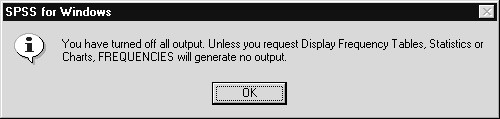 SPSS for Windows
You have turned off all output. Unless you request Display Frequency Tables, Statistics or
Charts, FREQUENCIES will generate no output.
OK